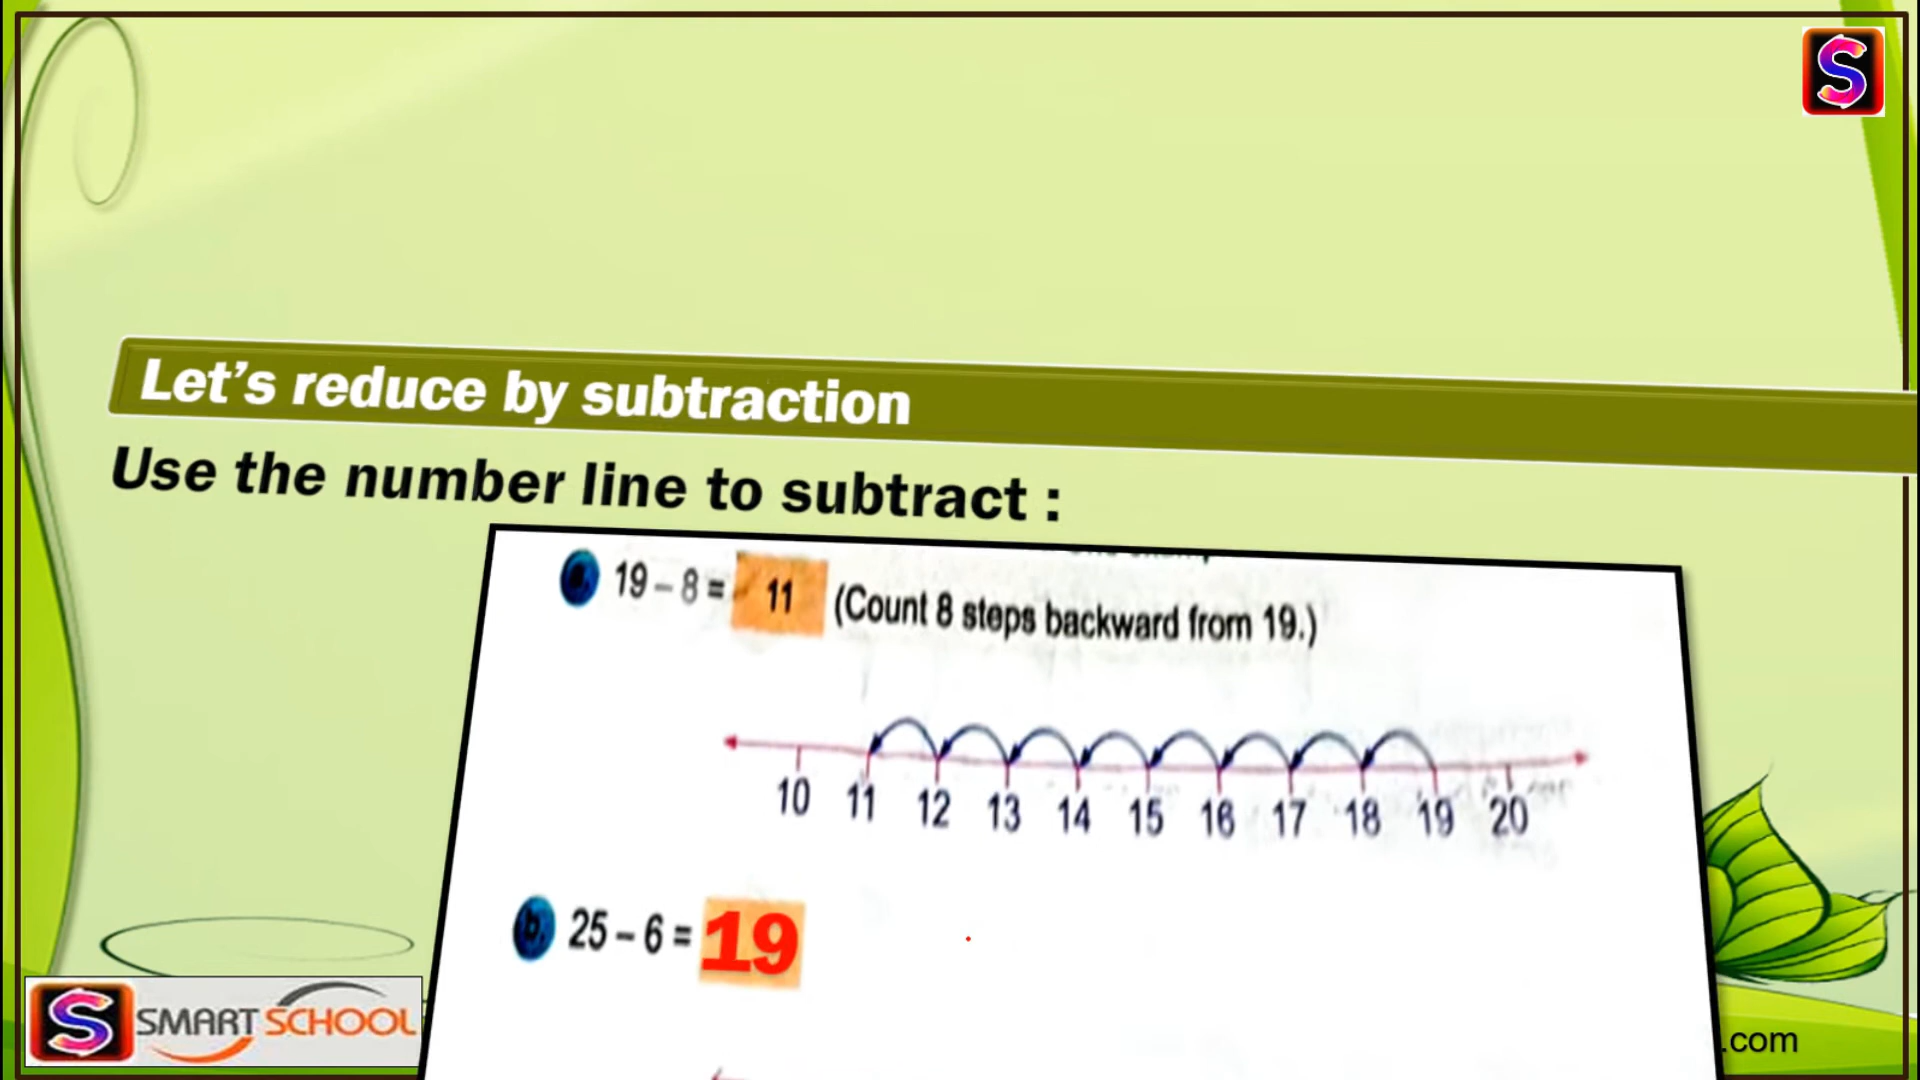 S
Let's reduce by subtraction
Use the number line to subtract :
a. 19 – 8 = 11 (Count 8 steps backward from 19.)
10 11 12 13 14 15 16 17 18 19 20
b. 25 – 6 = 19
S SMART SCHOOL
.com